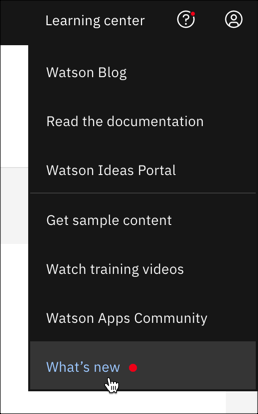 Learning center
Watson Blog
Read the documentation
Watson Ideas Portal
Get sample content
Watch training videos
Watson Apps Community
What's new